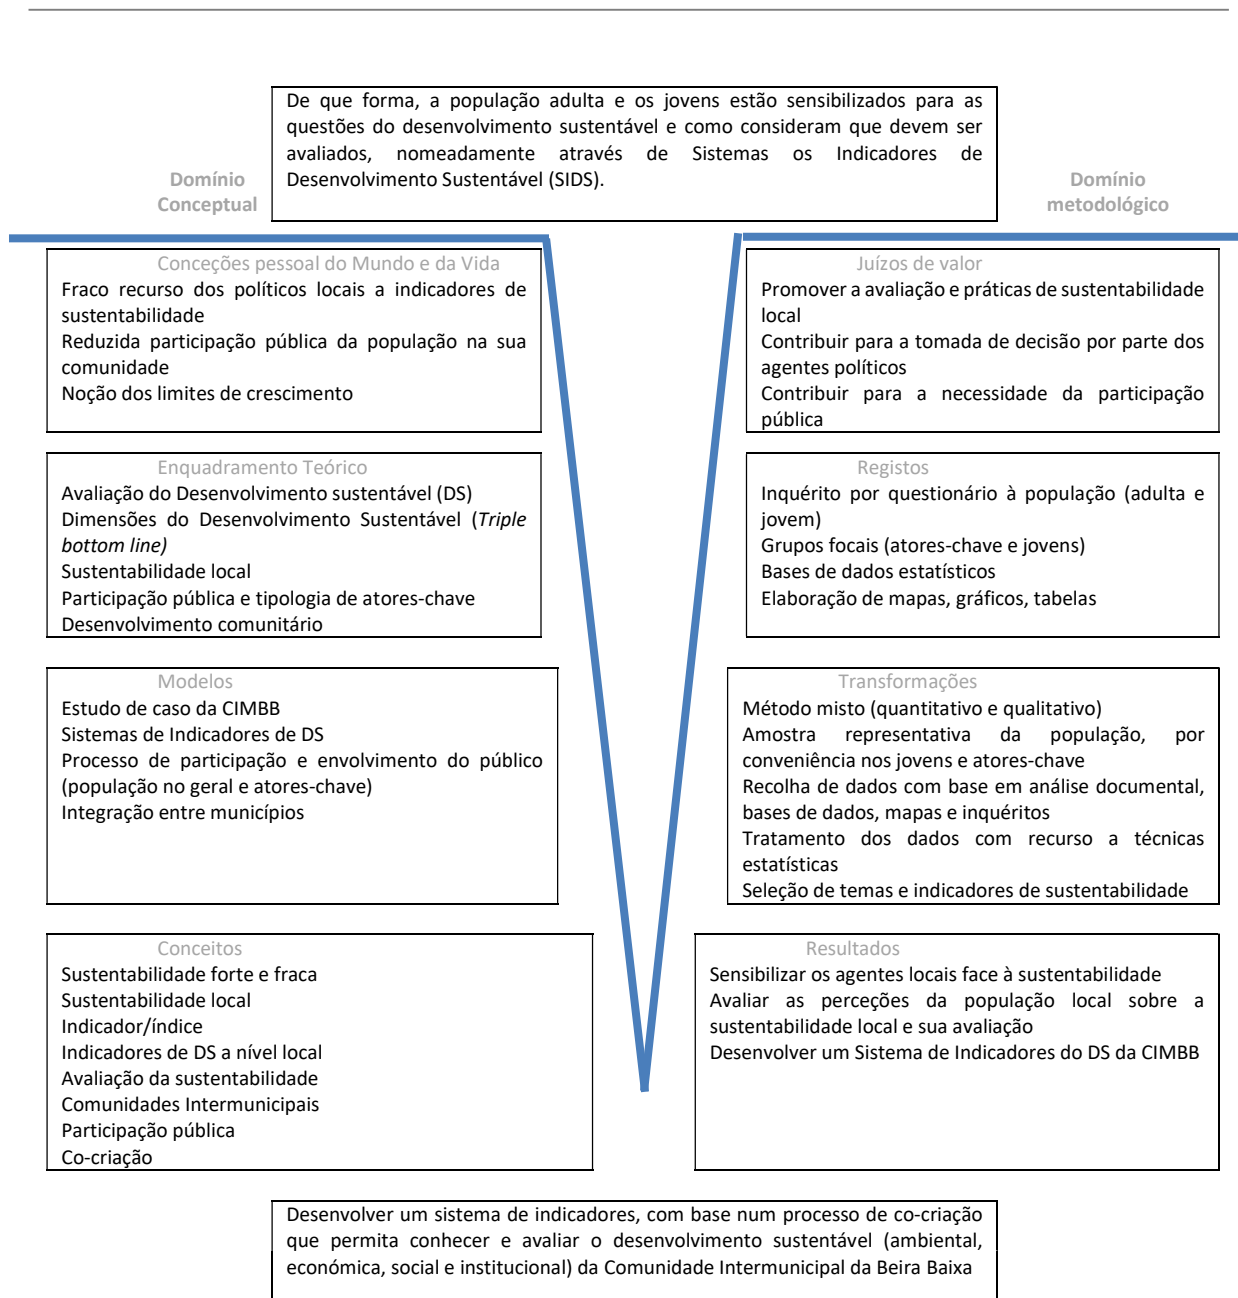 De que forma, a população adulta e os jovens estão sensibilizados para as
questões do desenvolvimento sustentável e como consideram que devem ser
avaliados, nomeadamente através de Sistemas os Indicadores de
Desenvolvimento Sustentável (SIDS).
Domínio
Conceptual
Domínio
metodológico
Conceções pessoal do Mundo e da Vida
Fraco recurso dos políticos locais a indicadores de
sustentabilidade
Reduzida participação pública da população na sua
comunidade
Noção dos limites de crescimento
Juízos de valor
Promover a avaliação e práticas de sustentabilidade
local
Contribuir para a tomada de decisão por parte dos
agentes políticos
Contribuir para a necessidade da participação
pública
Enquadramento Teórico
Avaliação do Desenvolvimento sustentável (DS)
Dimensões do Desenvolvimento Sustentável (Triple
bottom line)
Sustentabilidade local
Participação pública e tipologia de atores-chave
Desenvolvimento comunitário
Registos
Inquérito por questionário à população (adulta e
jovem)
Grupos focais (atores-chave e jovens)
Bases de dados estatísticos
Elaboração de mapas, gráficos, tabelas
Modelos
Estudo de caso da CIMBB
Sistemas de Indicadores de DS
Processo de participação e envolvimento do público
(população no geral e atores-chave)
Integração entre municípios
Transformações
Método misto (quantitativo e qualitativo)
Amostra representativa da população, por
conveniência nos jovens e atores-chave
Recolha de dados com base em análise documental,
bases de dados, mapas e inquéritos
Tratamento dos dados com recurso a técnicas
estatísticas
Seleção de temas e indicadores de sustentabilidade
Conceitos
Sustentabilidade forte e fraca
Sustentabilidade local
Indicador/índice
Indicadores de DS a nível local
Avaliação da sustentabilidade
Comunidades Intermunicipais
Participação pública
Co-criação
Resultados
Sensibilizar os agentes locais face à sustentabilidade
Avaliar as perceções da população local sobre a
sustentabilidade local e sua avaliação
Desenvolver um Sistema de Indicadores do DS da CIMBB
Desenvolver um sistema de indicadores, com base num processo de co-criação
que permita conhecer e avaliar o desenvolvimento sustentável (ambiental,
económica, social e institucional) da Comunidade Intermunicipal da Beira Baixa